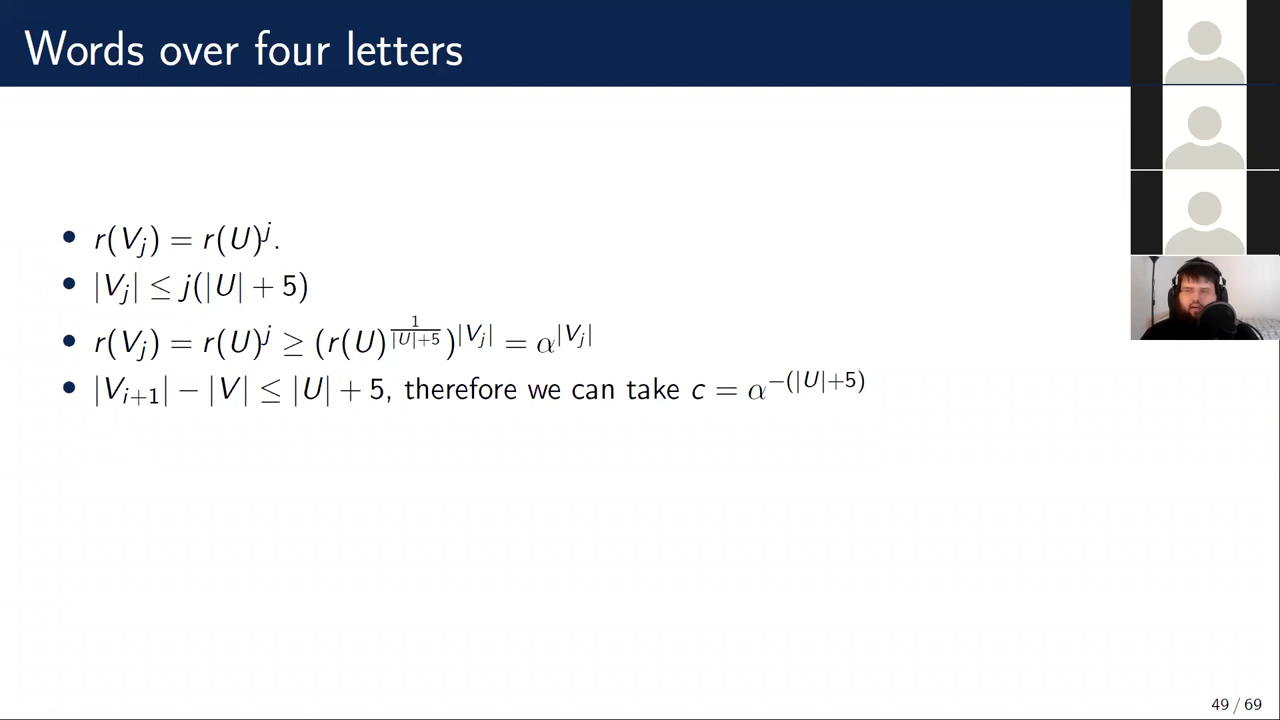 Words over four letters
• r(V_j) = r(U)^j.
• |V_j| ≤ j(|U| + 5)
• r(V_j) = r(U)^j ≥ (r(U)^{1/(|U|+5)})^{|V_j|} = α^{|V_j|}
• |V_{i+1}| − |V| ≤ |U| + 5, therefore we can take c = α^{−(|U|+5)}
49 / 69